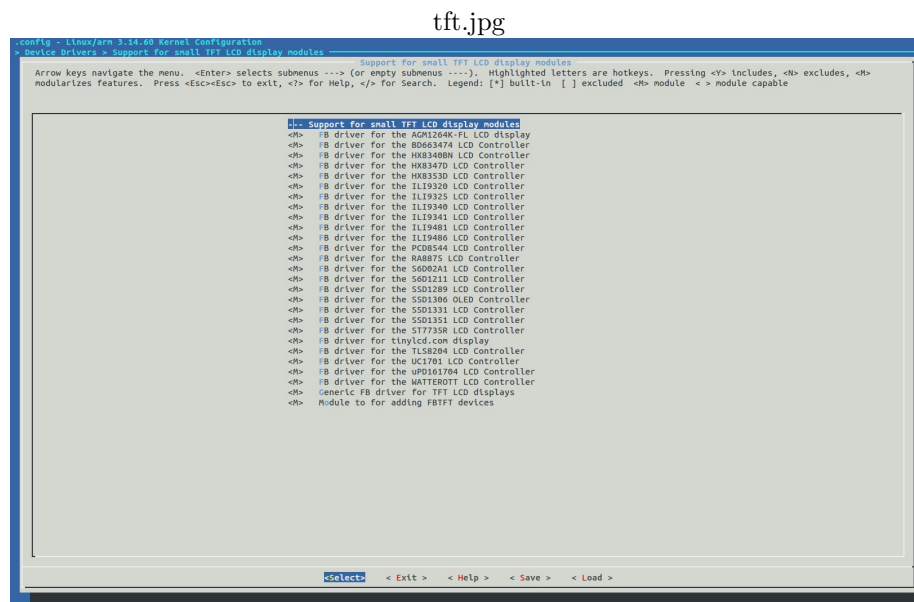 tft.jpg
.config - Linux/arm 3.14.60 Kernel Configuration
> Device Drivers > Support for small TFT LCD display modules
Support for small TFT LCD display modules
Arrow keys navigate the menu. <Enter> selects submenus ---> (or empty submenus ----). Highlighted letters are hotkeys. Pressing <Y> includes, <N> excludes, <M>
modularizes features. Press <Esc><Esc> to exit, <?> for Help, </> for Search. Legend: [*] built-in [ ] excluded <M> module < > module capable
--- Support for small TFT LCD display modules
<M> FB driver for the AGM1264K-FL LCD display
<M> FB driver for the BD663474 LCD Controller
<M> FB driver for the HX8340BN LCD Controller
<M> FB driver for the HX8347D LCD Controller
<M> FB driver for the HX8353D LCD Controller
<M> FB driver for the ILI9320 LCD Controller
<M> FB driver for the ILI9325 LCD Controller
<M> FB driver for the ILI9340 LCD Controller
<M> FB driver for the ILI9341 LCD Controller
<M> FB driver for the ILI9481 LCD Controller
<M> FB driver for the ILI9486 LCD Controller
<M> FB driver for the PCD8544 LCD Controller
<M> FB driver for the RA8875 LCD Controller
<M> FB driver for the S6D02A1 LCD Controller
<M> FB driver for the S6D1211 LCD Controller
<M> FB driver for the SSD1289 LCD Controller
<M> FB driver for the SSD1306 OLED Controller
<M> FB driver for the SSD1331 LCD Controller
<M> FB driver for the SSD1351 LCD Controller
<M> FB driver for the ST7735R LCD Controller
<M> FB driver for tinylcd.com display
<M> FB driver for the TLS8204 LCD Controller
<M> FB driver for the UC1701 LCD Controller
<M> FB driver for the uPD161704 LCD Controller
<M> FB driver for the WATTEROTT LCD Controller
<M> Generic FB driver for TFT LCD displays
<M> Module to for adding FBTFT devices
<Select> < Exit > < Help > < Save > < Load >